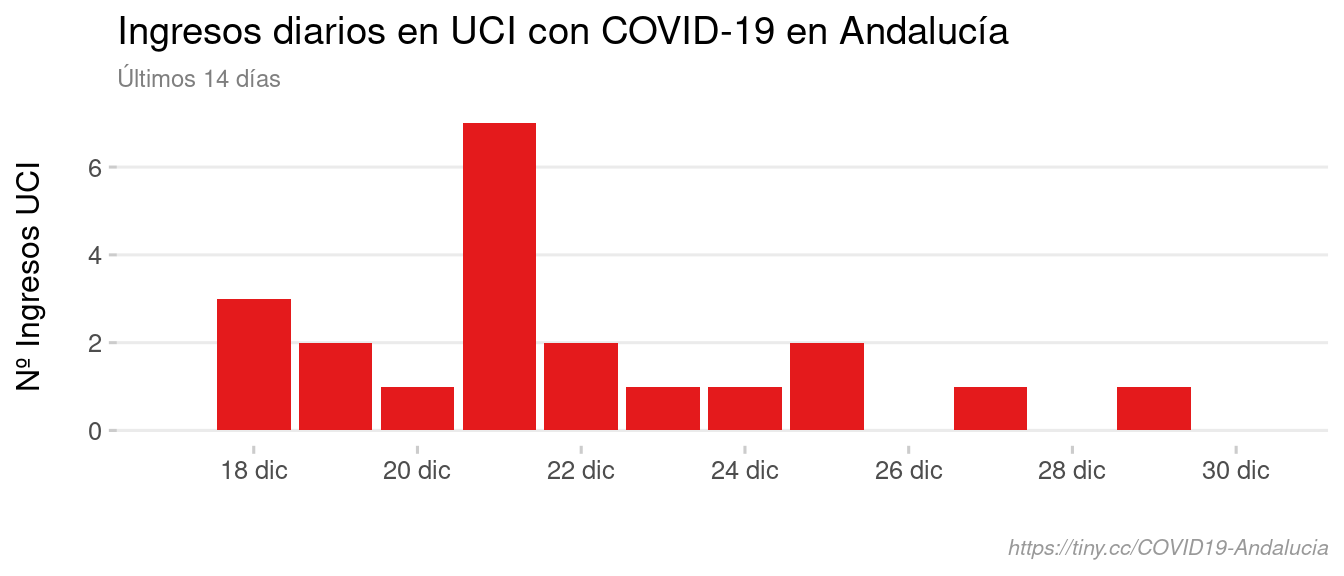 Ingresos diarios en UCI con COVID-19 en Andalucía
Últimos 14 días
Nº Ingresos UCI
6
4
2
0
18 dic
20 dic
22 dic
24 dic
26 dic
28 dic
30 dic
https://tiny.cc/COVID19-Andalucia